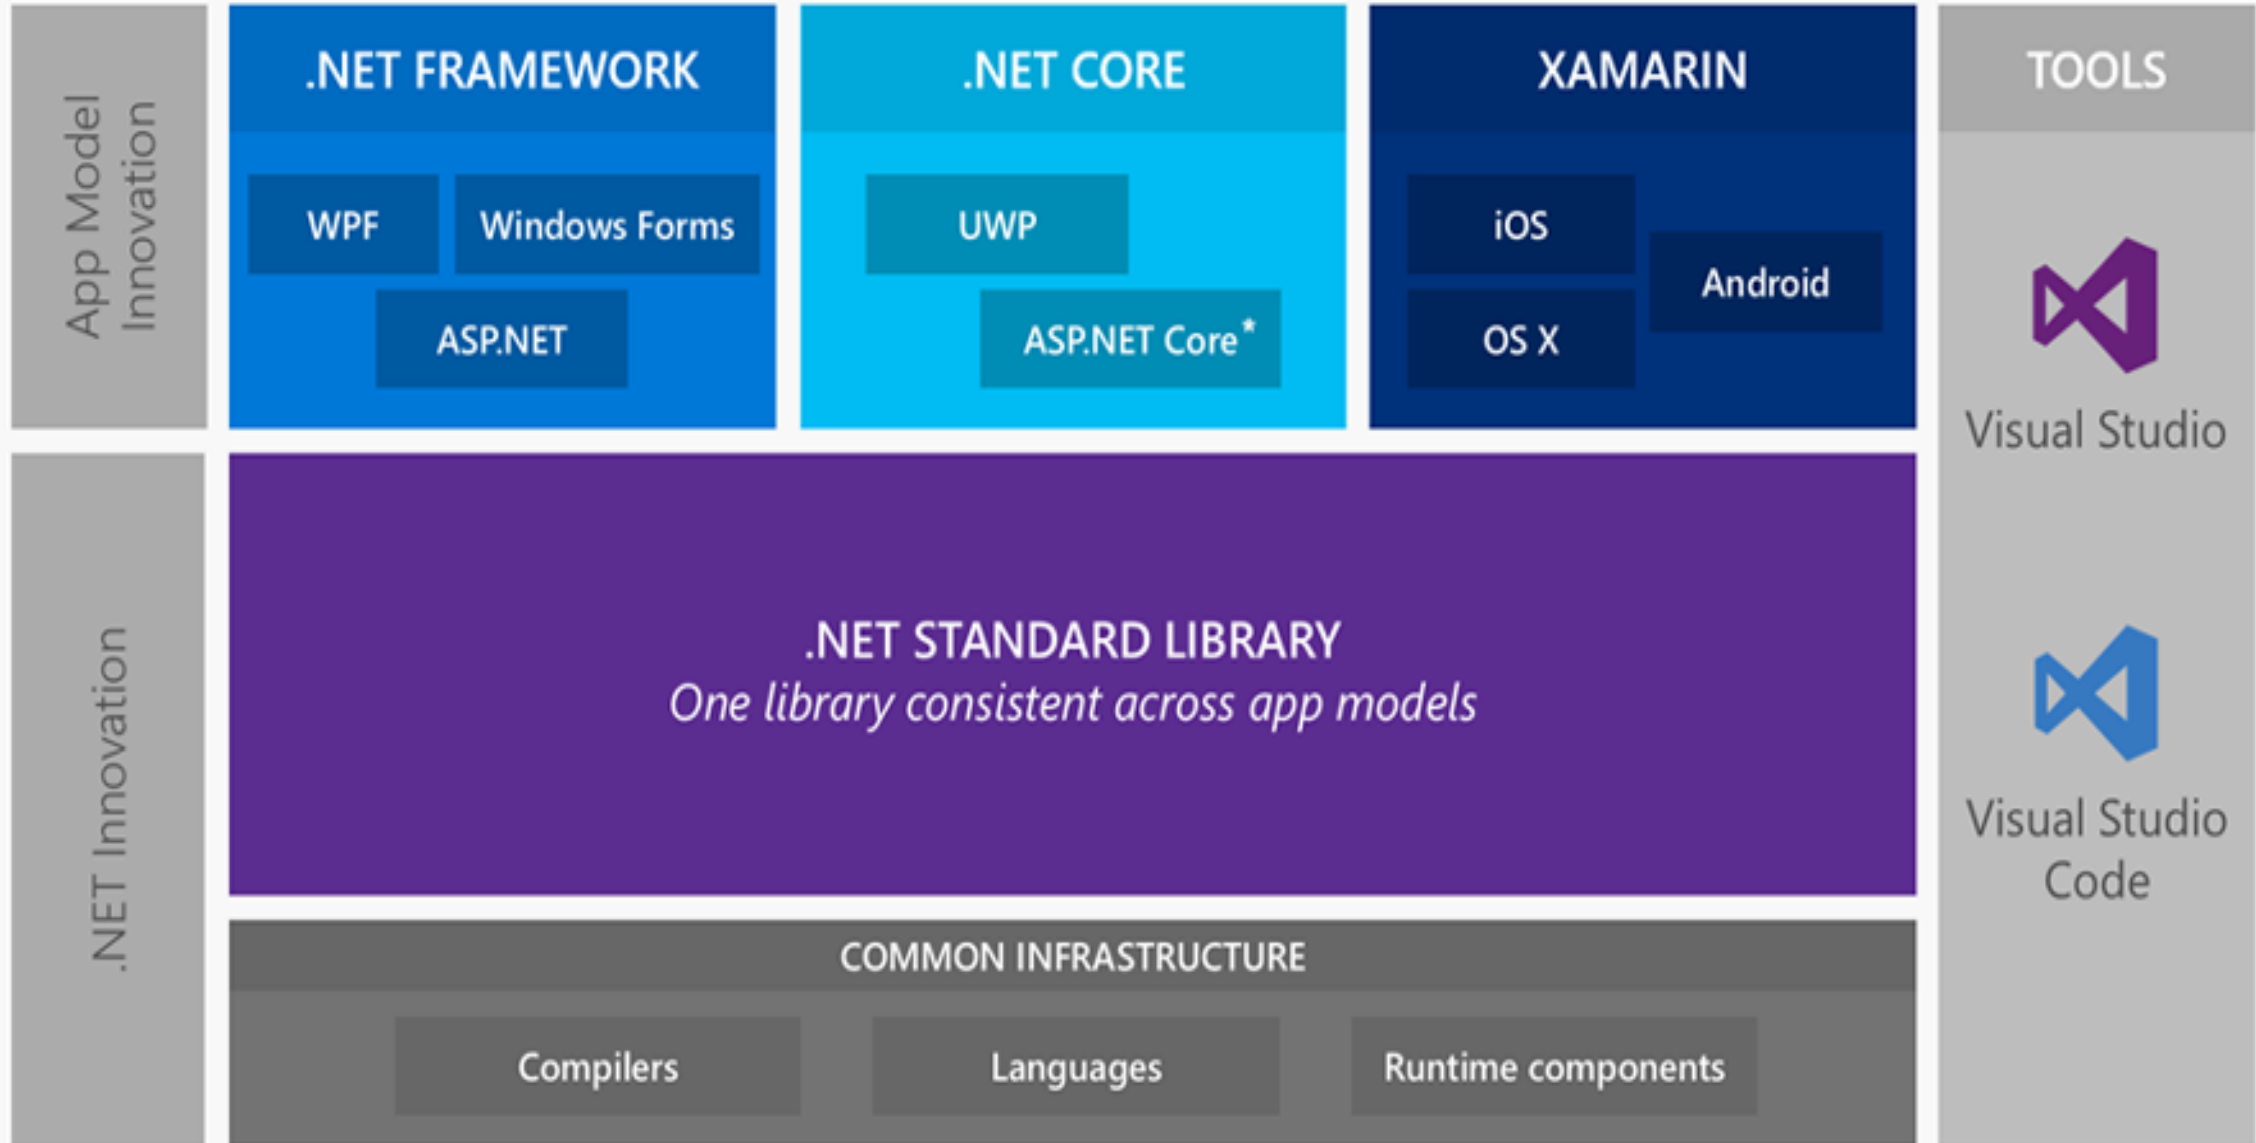 App Model
Innovation
.NET FRAMEWORK
WPF
Windows Forms
ASP.NET
.NET CORE
UWP
ASP.NET Core*
XAMARIN
iOS
Android
OS X
TOOLS
Visual Studio
Visual Studio
Code
.NET Innovation
.NET STANDARD LIBRARY
One library consistent across app models
COMMON INFRASTRUCTURE
Compilers
Languages
Runtime components